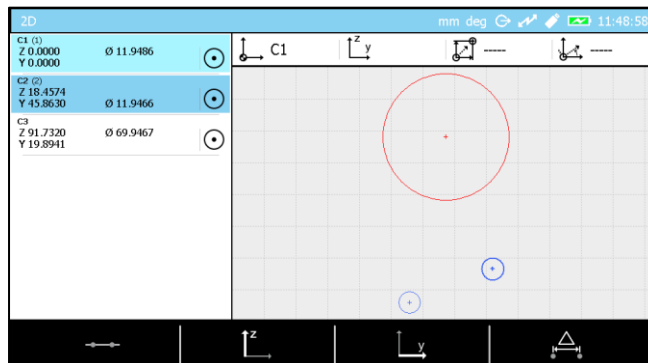 2D
mm deg 11:48:58
C1 (1)
Z 0.0000 Ø 11.9486
Y 0.0000
C2 (2)
Z 18.4574
Y 45.8630 Ø 11.9466
C3
Z 91.7320 Ø 69.9467
Y 19.8941
C1
z
y
-----
-----
z
y